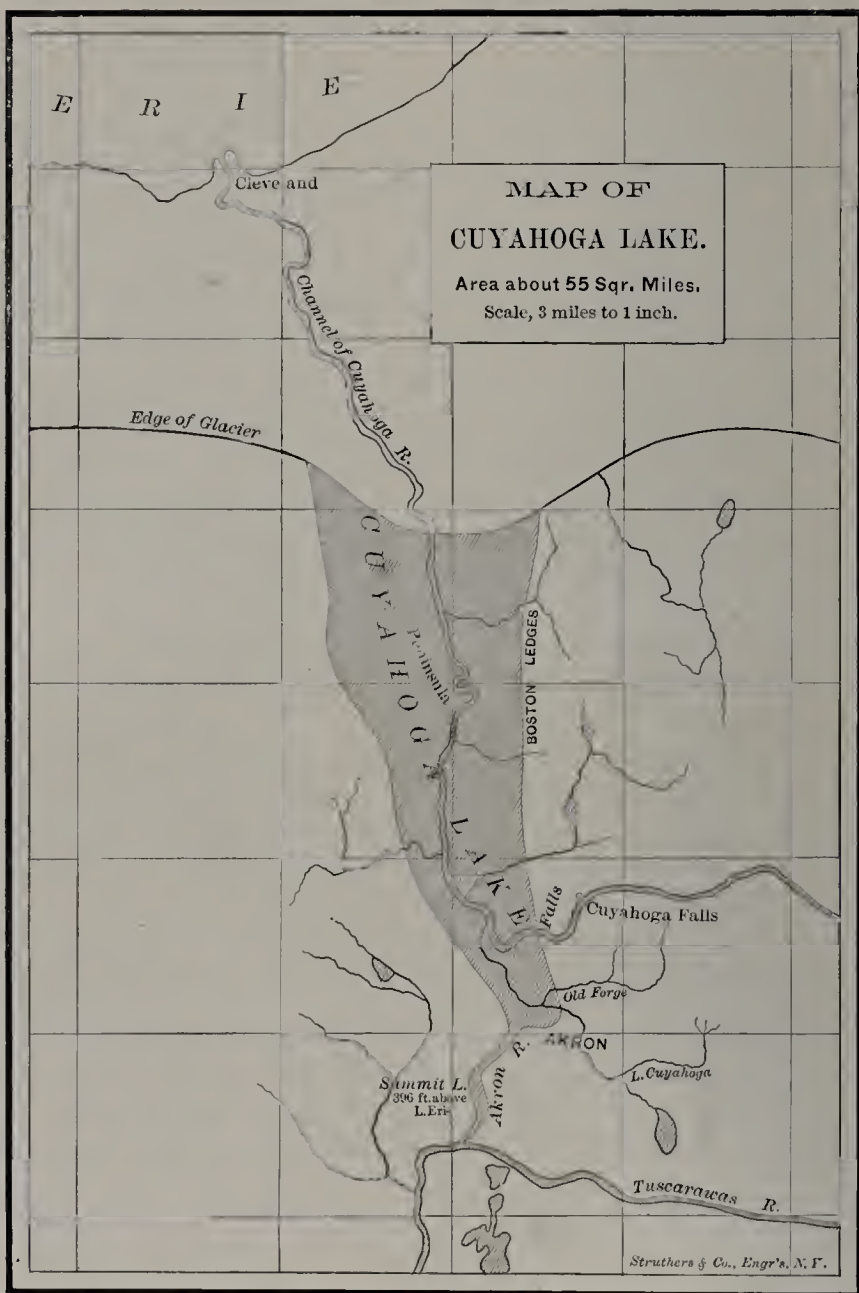 E R I E
Cleve and
MAP OF
CUYAHOGA LAKE.
Area about 55 Sqr. Miles.
Scale, 3 miles to 1 inch.
Channel of Cuyahoga R.
Edge of Glacier
CUYAHOGA LAKE
Peninsula
BOSTON LEDGES
Falls
Cuyahoga Falls
Old Forge
AKRON
Akron R.
L. Cuyahoga
Summit L.
396 ft. above
L. Eri
Tuscarawas R.
Struthers & Co., Engr's, N. Y.